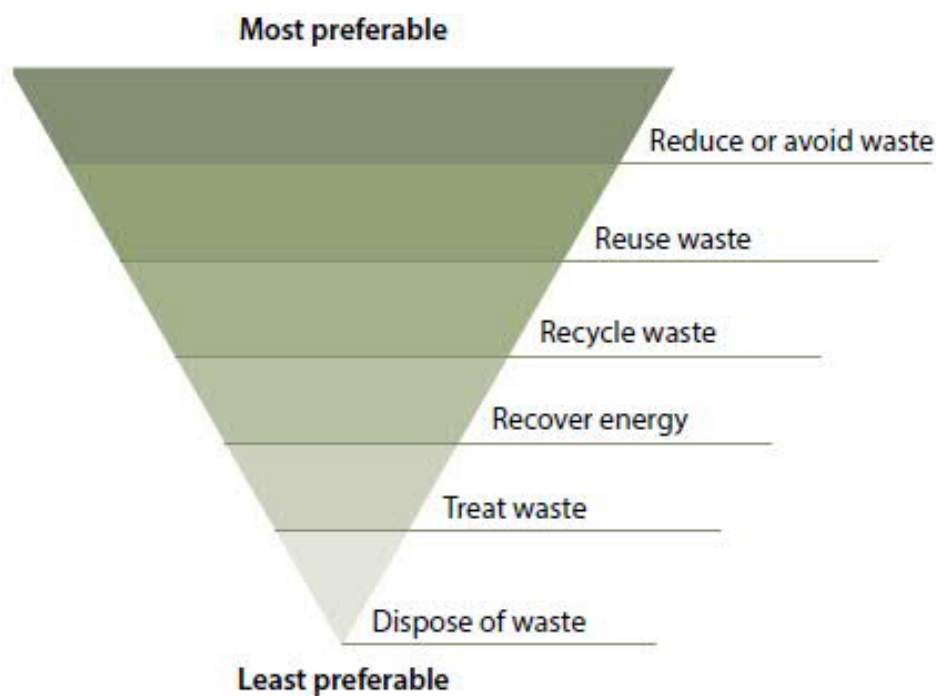 Most preferable
Reduce or avoid waste
Reuse waste
Recycle waste
Recover energy
Treat waste
Dispose of waste
Least preferable